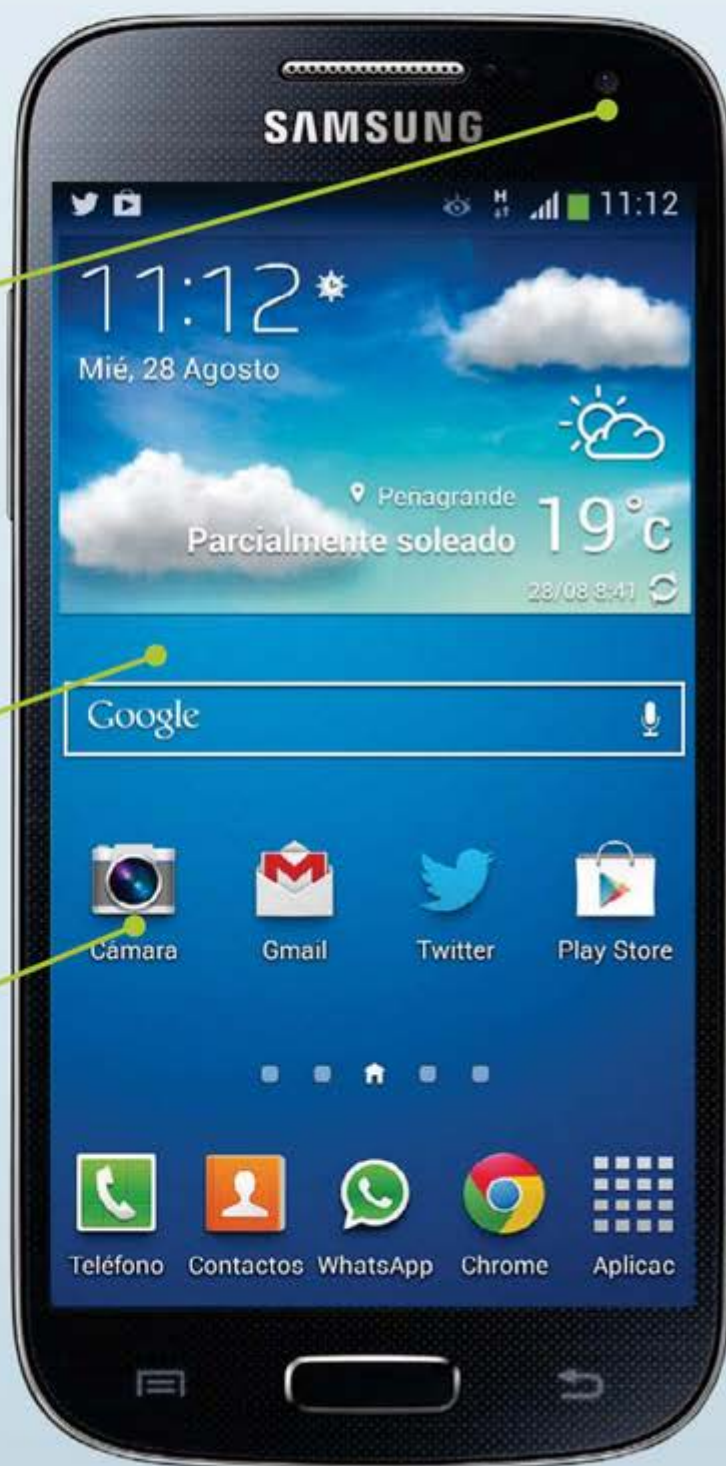 SAMSUNG
H 11:12
11:12
Mié, 28 Agosto
Peñagrande
Parcialmente soleado 19°c
28/08 8:41
Google
Cámara Gmail Twitter Play Store
Teléfono Contactos WhatsApp Chrome Aplicac